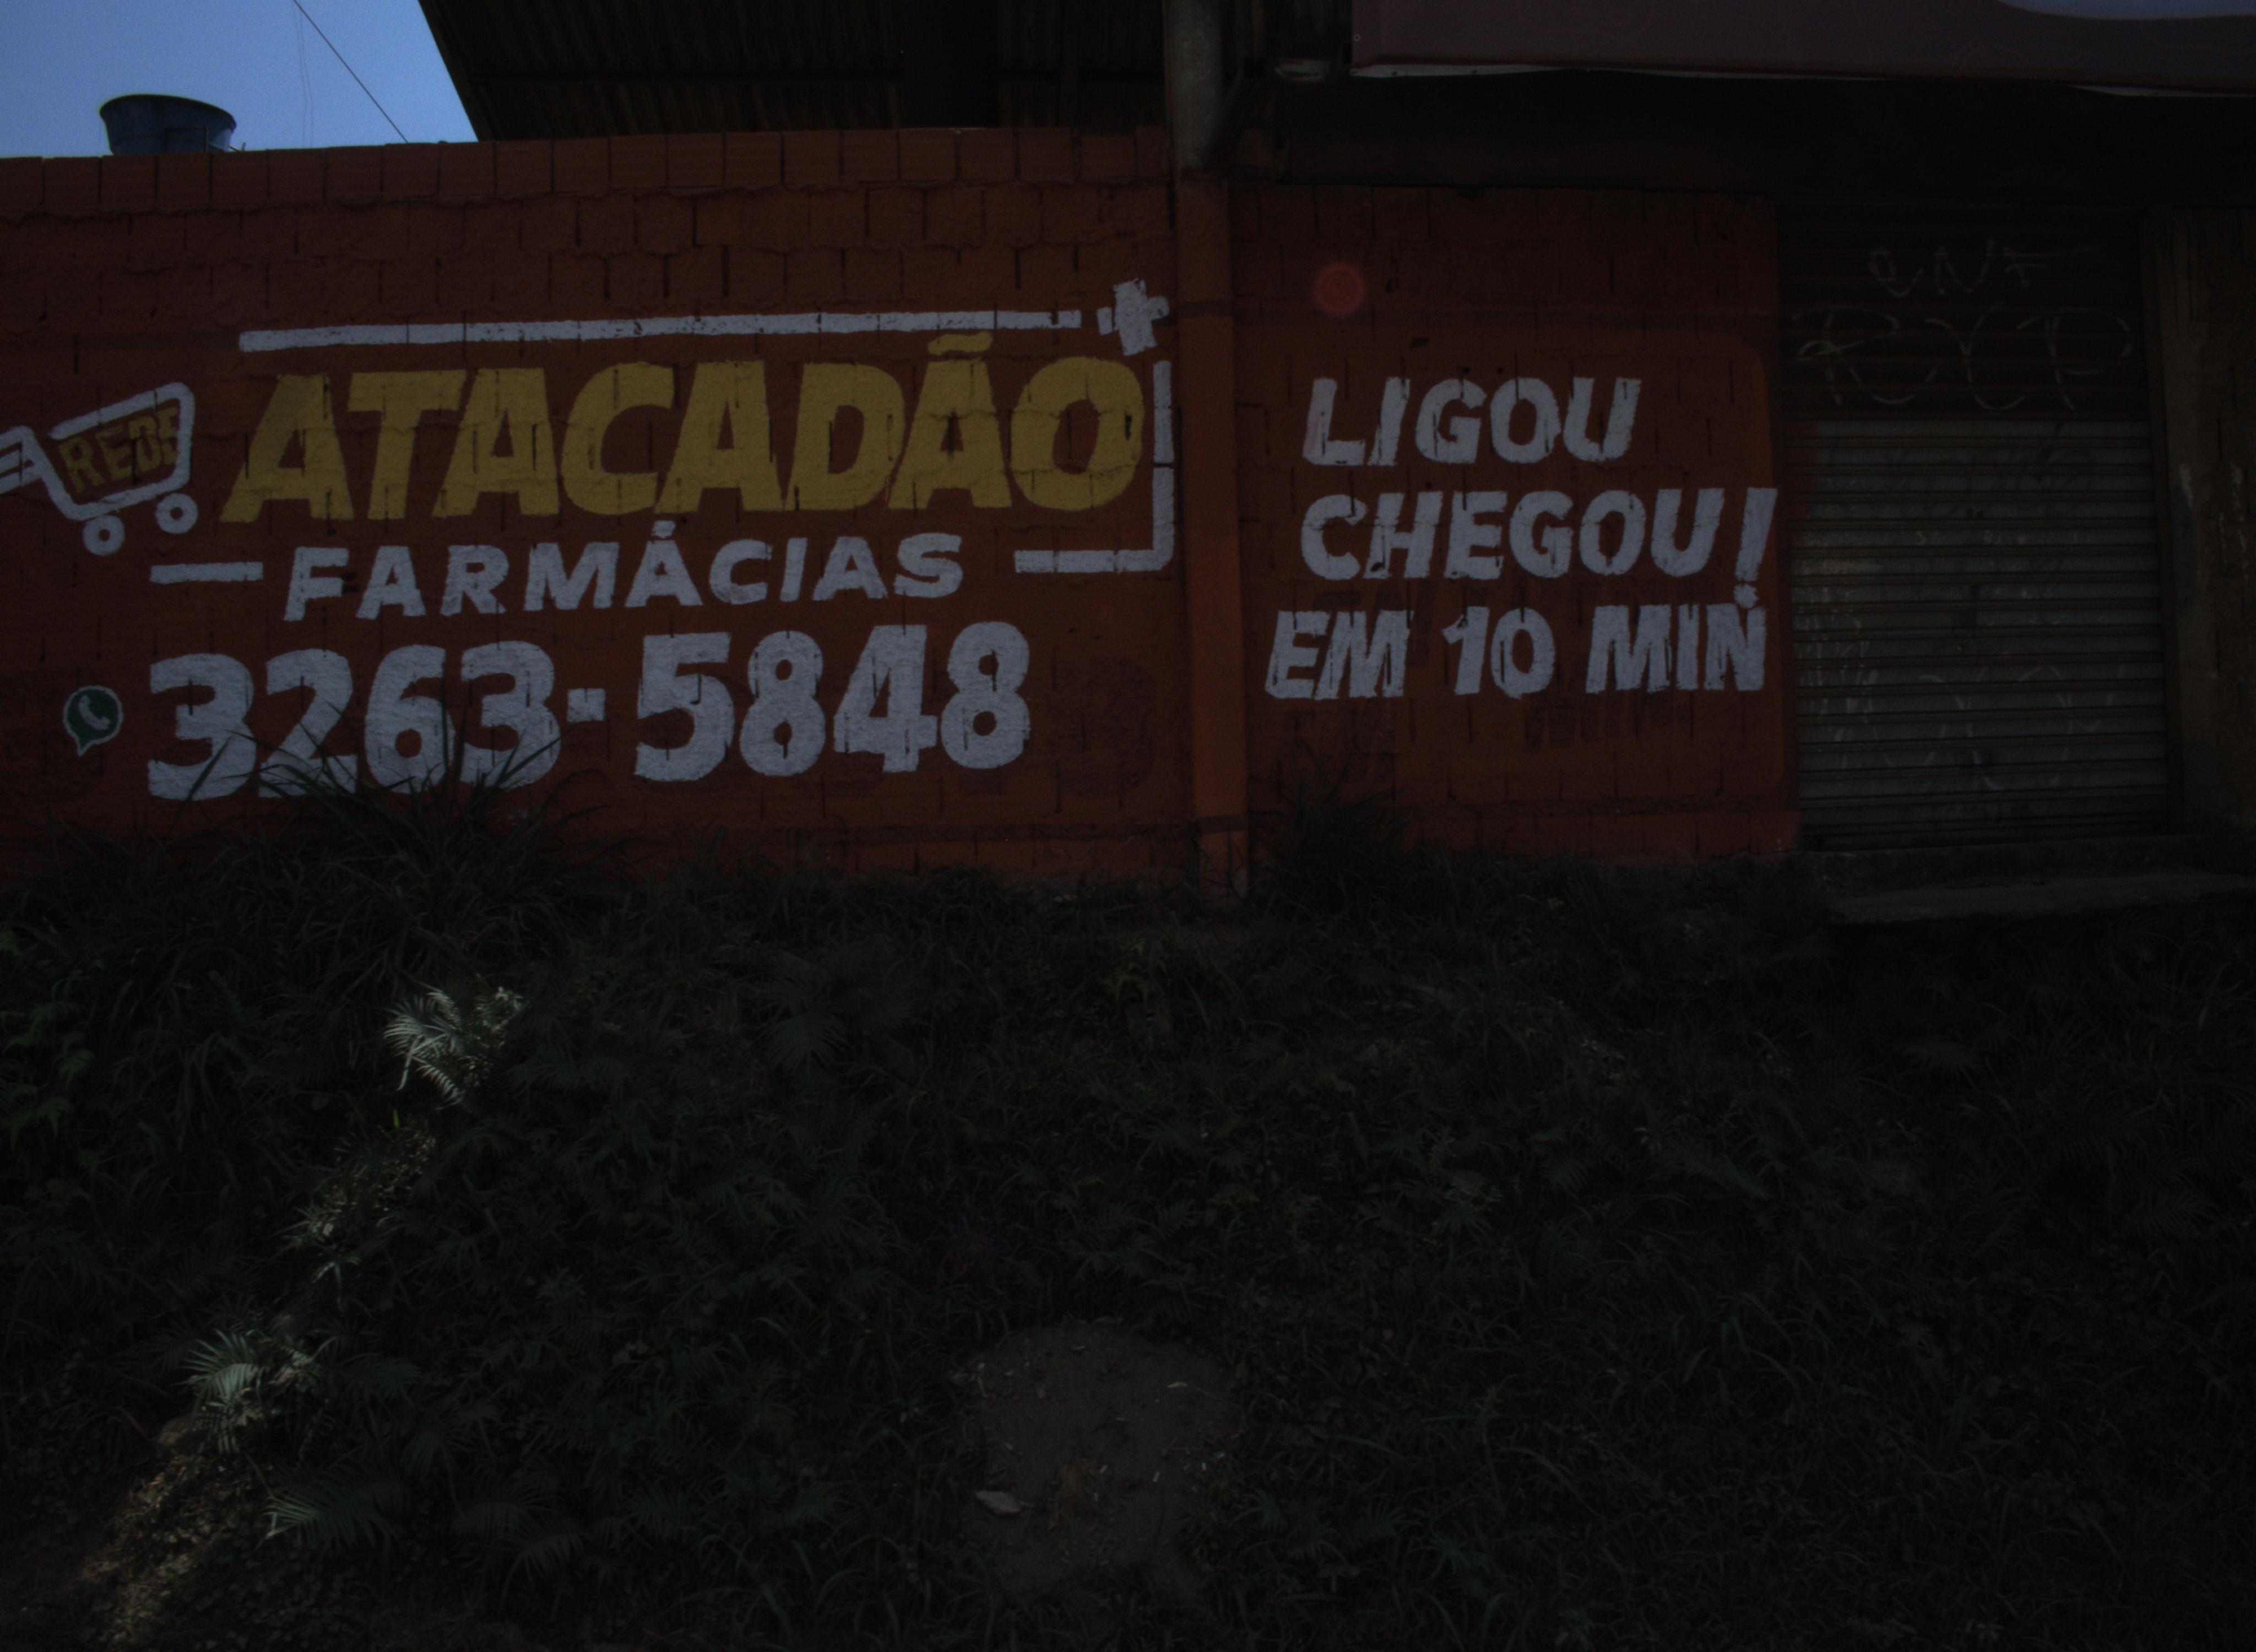 REDE
ATACADÃO
FARMÁCIAS
3263-5848
LIGOU
CHEGOU!
EM 10 MIN